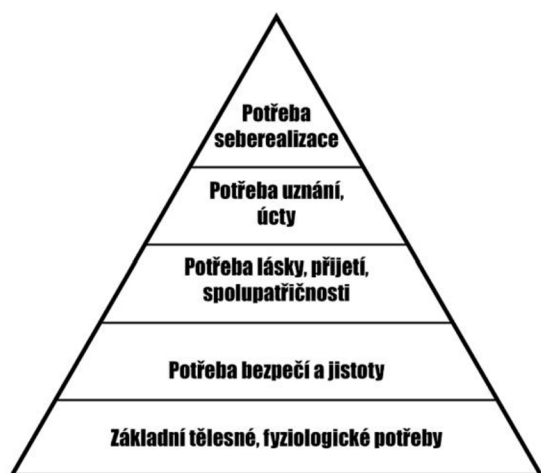 Potřeba
seberealizace
Potřeba uznání,
úcty
Potřeba lásky, přijetí,
spolupatřičnosti
Potřeba bezpečí a jistoty
Základní tělesné, fyziologické potřeby